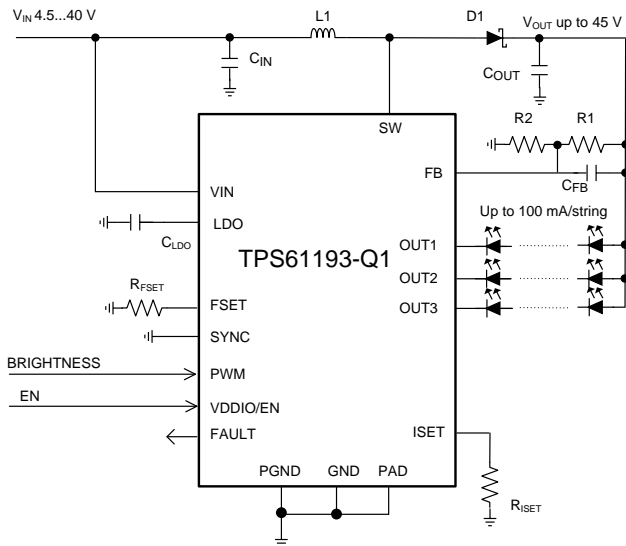 VIN 4.5...40 V
L1
D1
VOUT up to 45 V
CIN
COUT
R2
R1
SW
FB
CFB
VIN
LDO
CLDO
Up to 100 mA/string
TPS61193-Q1
OUT1
OUT2
OUT3
RFSET
FSET
SYNC
BRIGHTNESS
PWM
EN
VDDIO/EN
FAULT
ISET
PGND
GND
PAD
RISET